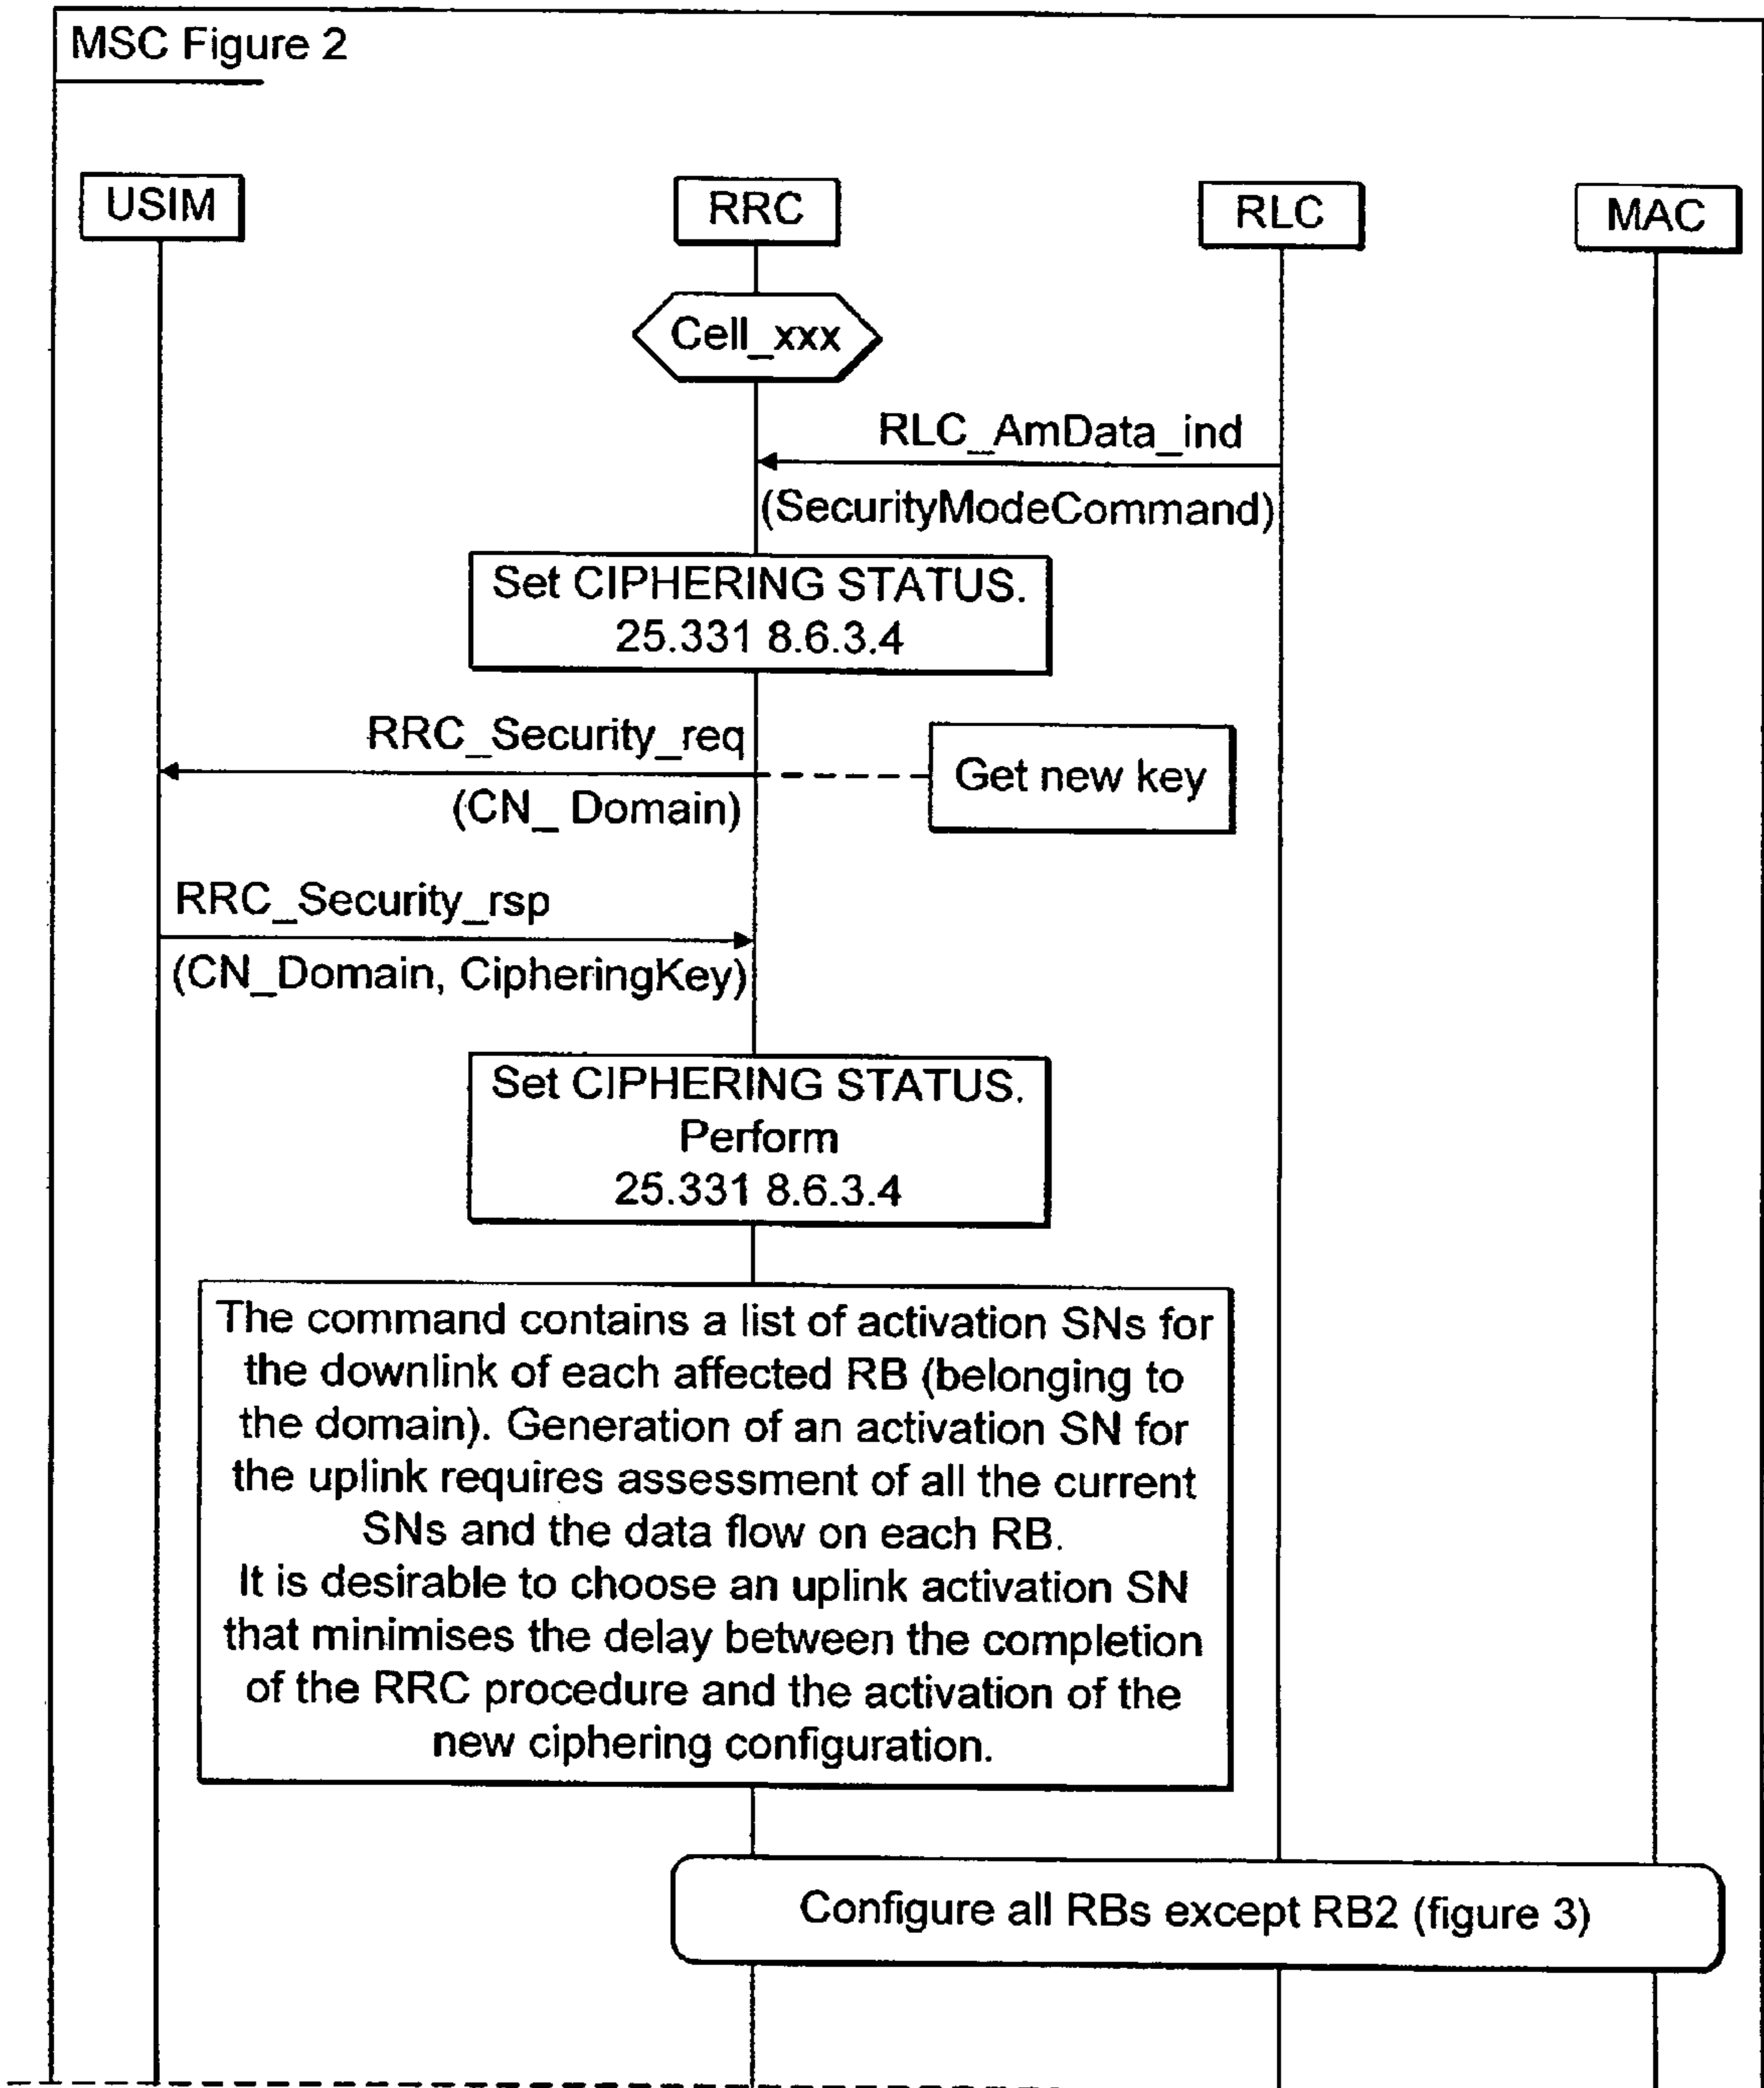 MSC Figure 2
USIM
RRC
RLC
MAC
Cell_xxx
RLC_AmData_ind
(SecurityModeCommand)
Set CIPHERING STATUS.
25.331 8.6.3.4
RRC_Security_req
Get new key
(CN_ Domain)
RRC_Security_rsp
(CN_Domain, CipheringKey)
Set CIPHERING STATUS.
Perform
25.331 8.6.3.4
The command contains a list of activation SNs for
the downlink of each affected RB (belonging to
the domain). Generation of an activation SN for
the uplink requires assessment of all the current
SNs and the data flow on each RB.
It is desirable to choose an uplink activation SN
that minimises the delay between the completion
of the RRC procedure and the activation of the
new ciphering configuration.
Configure all RBs except RB2 (figure 3)